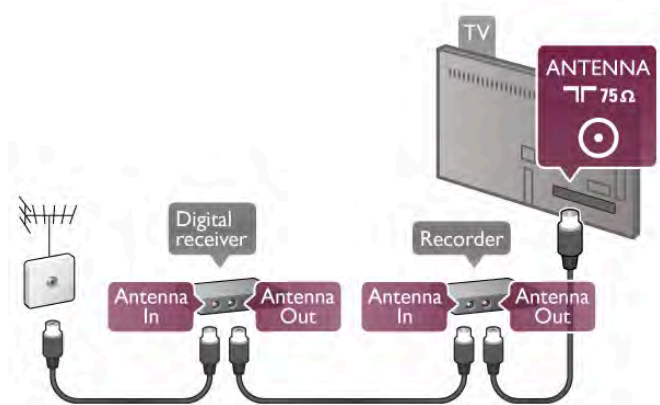 TV
ANTENNA
75 Ω
Digital
receiver
Antenna
In
Antenna
Out
Recorder
Antenna
In
Antenna
Out